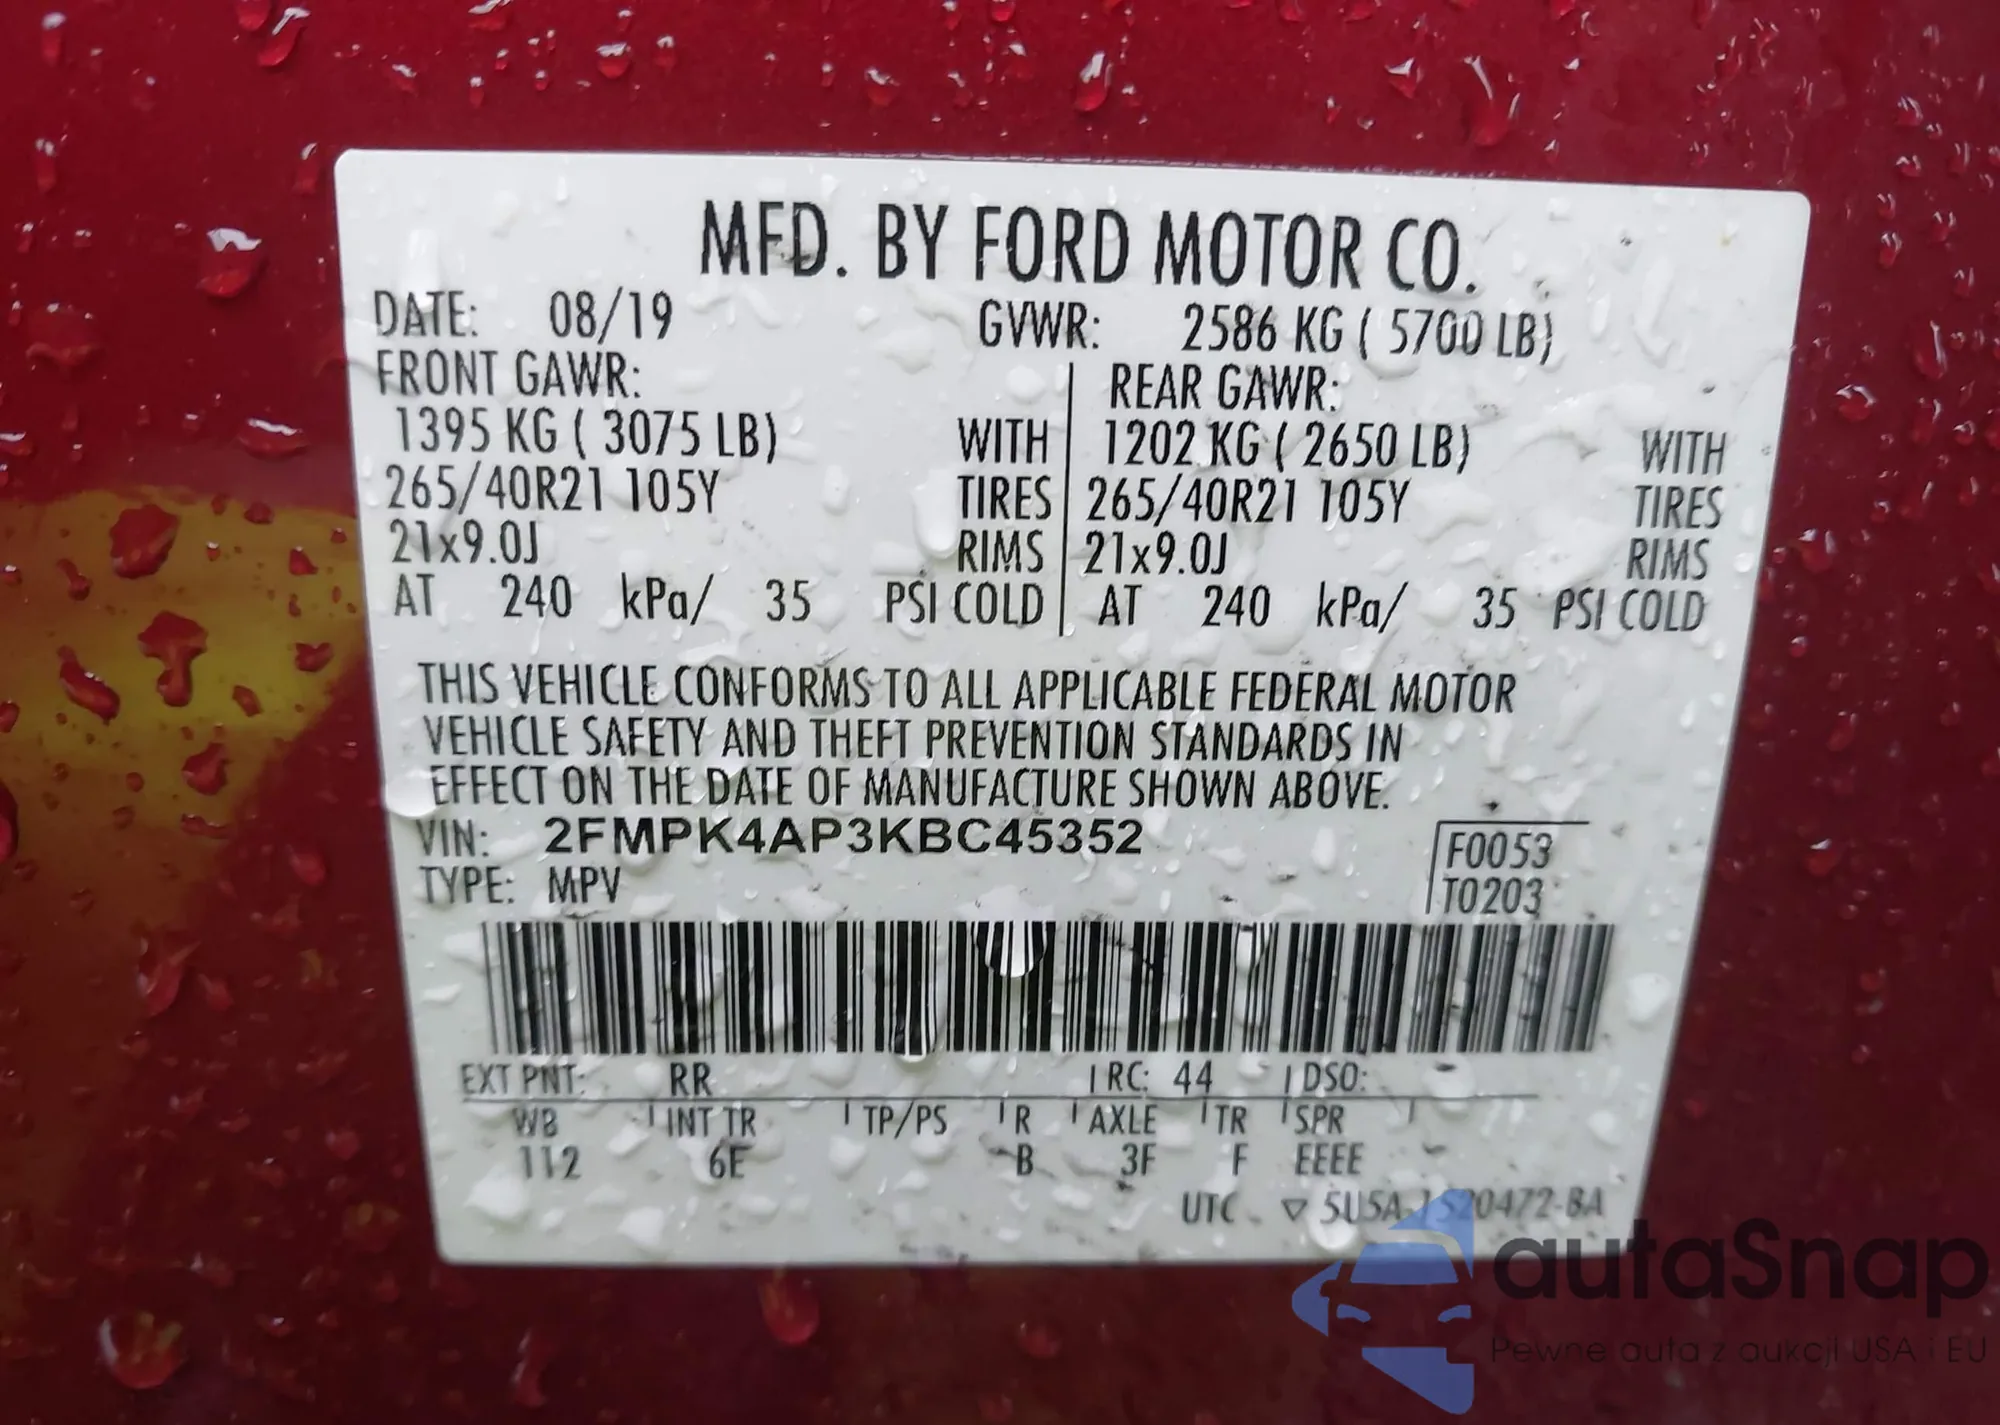 MFD. BY FORD MOTOR CO.
DATE: 08/19 GVWR: 2586 KG ( 5700 LB)
FRONT GAWR: REAR GAWR:
1395 KG ( 3075 LB) WITH 1202 KG ( 2650 LB) WITH
265/40R21 105Y TIRES 265/40R21 105Y TIRES
21x9.0J RIMS 21x9.0J RIMS
AT 240 kPa/ 35 PSI COLD AT 240 kPa/ 35 PSI COLD
THIS VEHICLE CONFORMS TO ALL APPLICABLE FEDERAL MOTOR
VEHICLE SAFETY AND THEFT PREVENTION STANDARDS IN
EFFECT ON THE DATE OF MANUFACTURE SHOWN ABOVE.
VIN: 2FMPK4AP3KBC45352
F0053
TYPE: MPV
T0203
EXT PNT: RR RC: 44 DSO:
WB INT TR TP/PS R AXLE TR SPR
112 6E B 3F F EEEE
UTC ▽ 5U5A-1520472-BA
autaSnap
Pewne auta z aukcji USA i EU